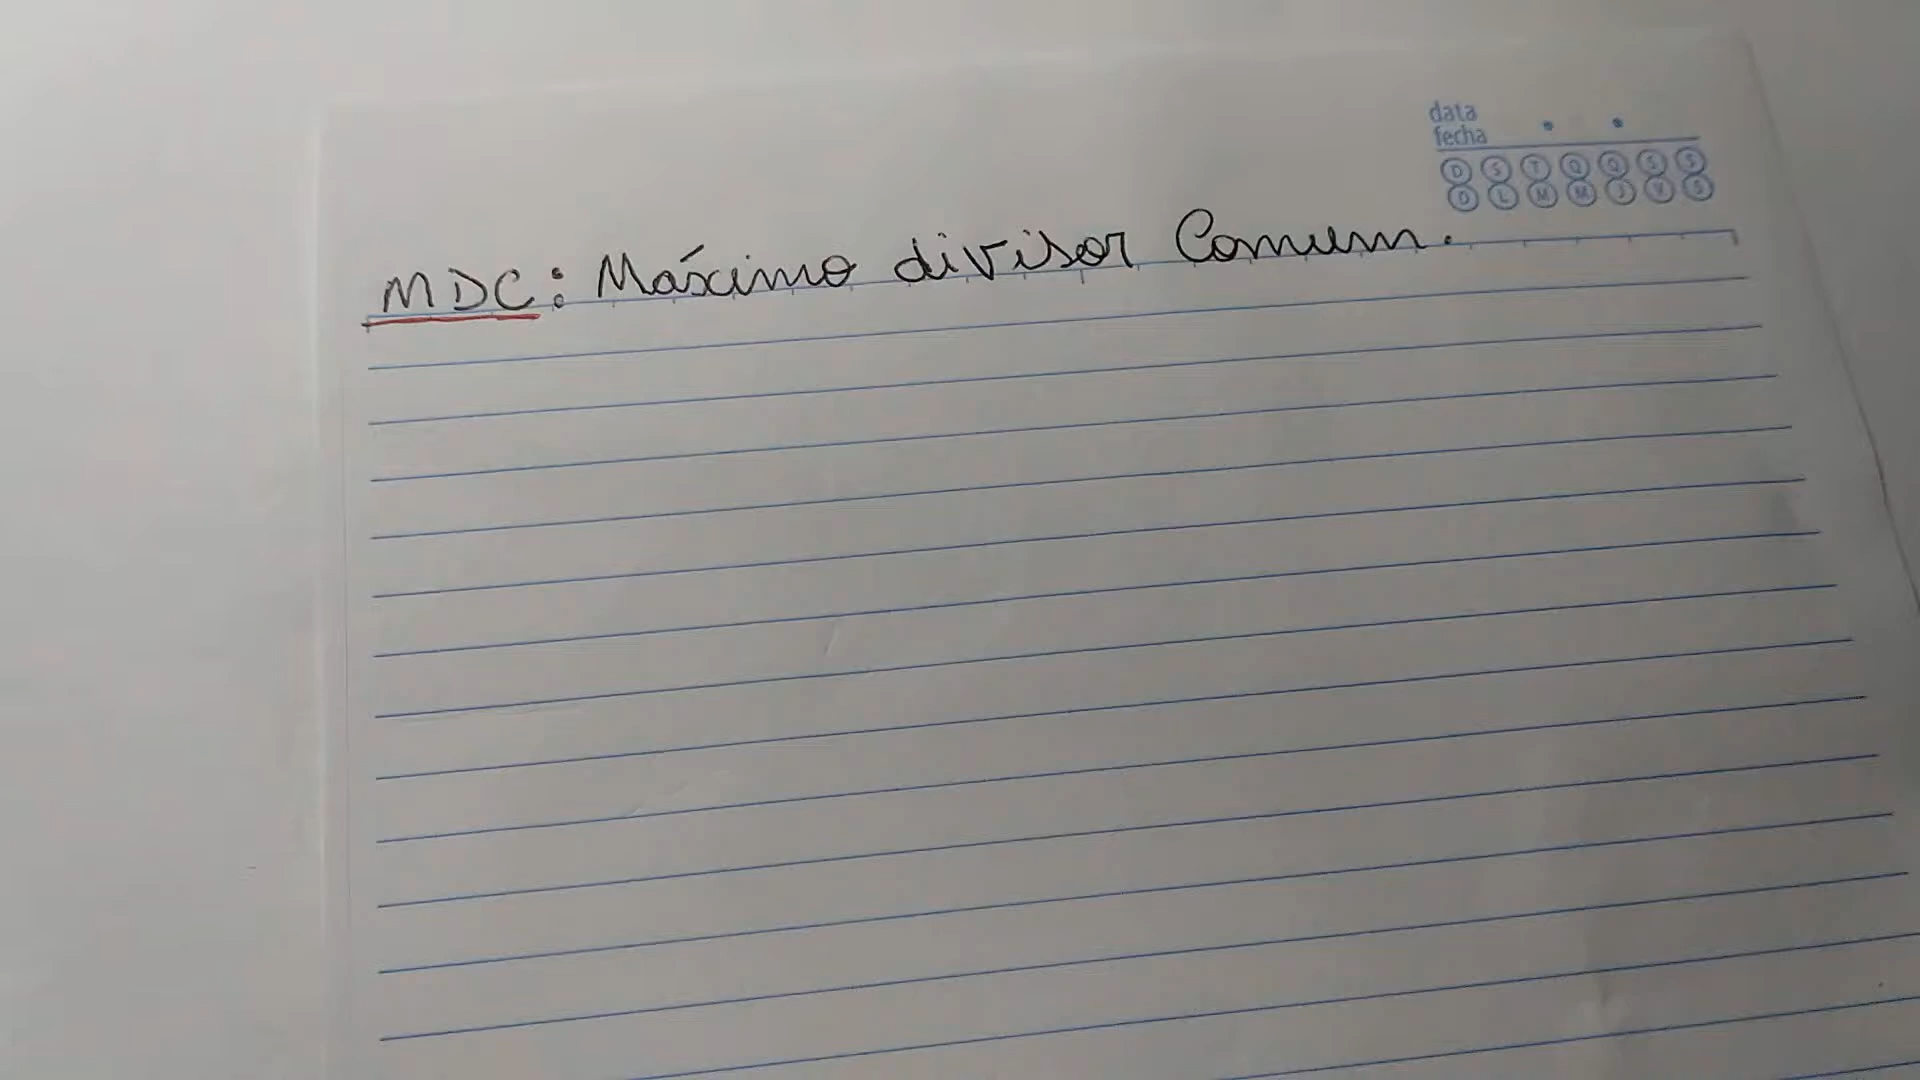 data
fecha
D S T Q Q S S
D L M M J V S
MDC: Máximo divisor Comum.